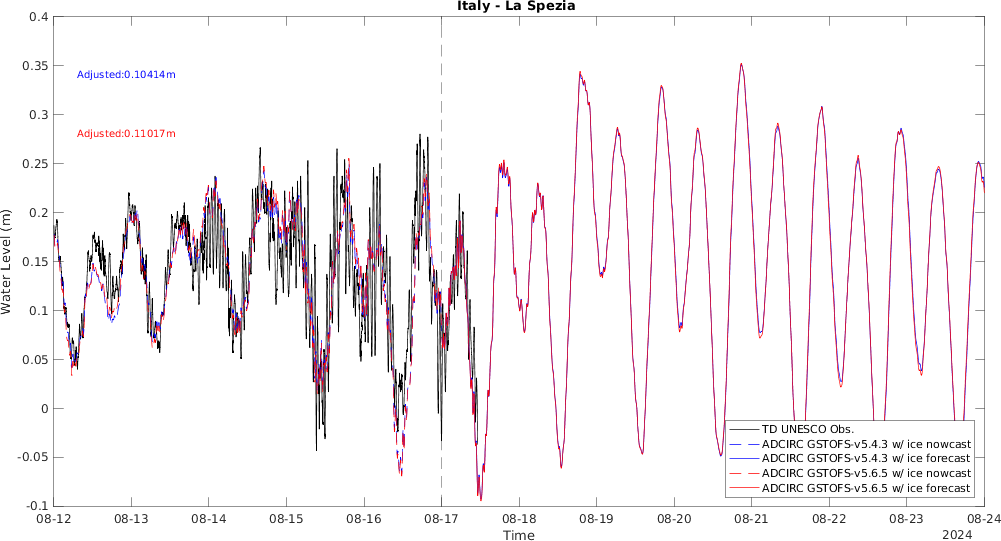 Italy - La Spezia
Water Level (m)
0.4
0.35
0.3
0.25
0.2
0.15
0.1
0.05
0
-0.05
-0.1
Adjusted:0.10414m
Adjusted:0.11017m
TD UNESCO Obs.
ADCIRC GSTOFS-v5.4.3 w/ ice nowcast
ADCIRC GSTOFS-v5.4.3 w/ ice forecast
ADCIRC GSTOFS-v5.6.5 w/ ice nowcast
ADCIRC GSTOFS-v5.6.5 w/ ice forecast
08-12 08-13 08-14 08-15 08-16 08-17 08-18 08-19 08-20 08-21 08-22 08-23 08-24
Time
2024